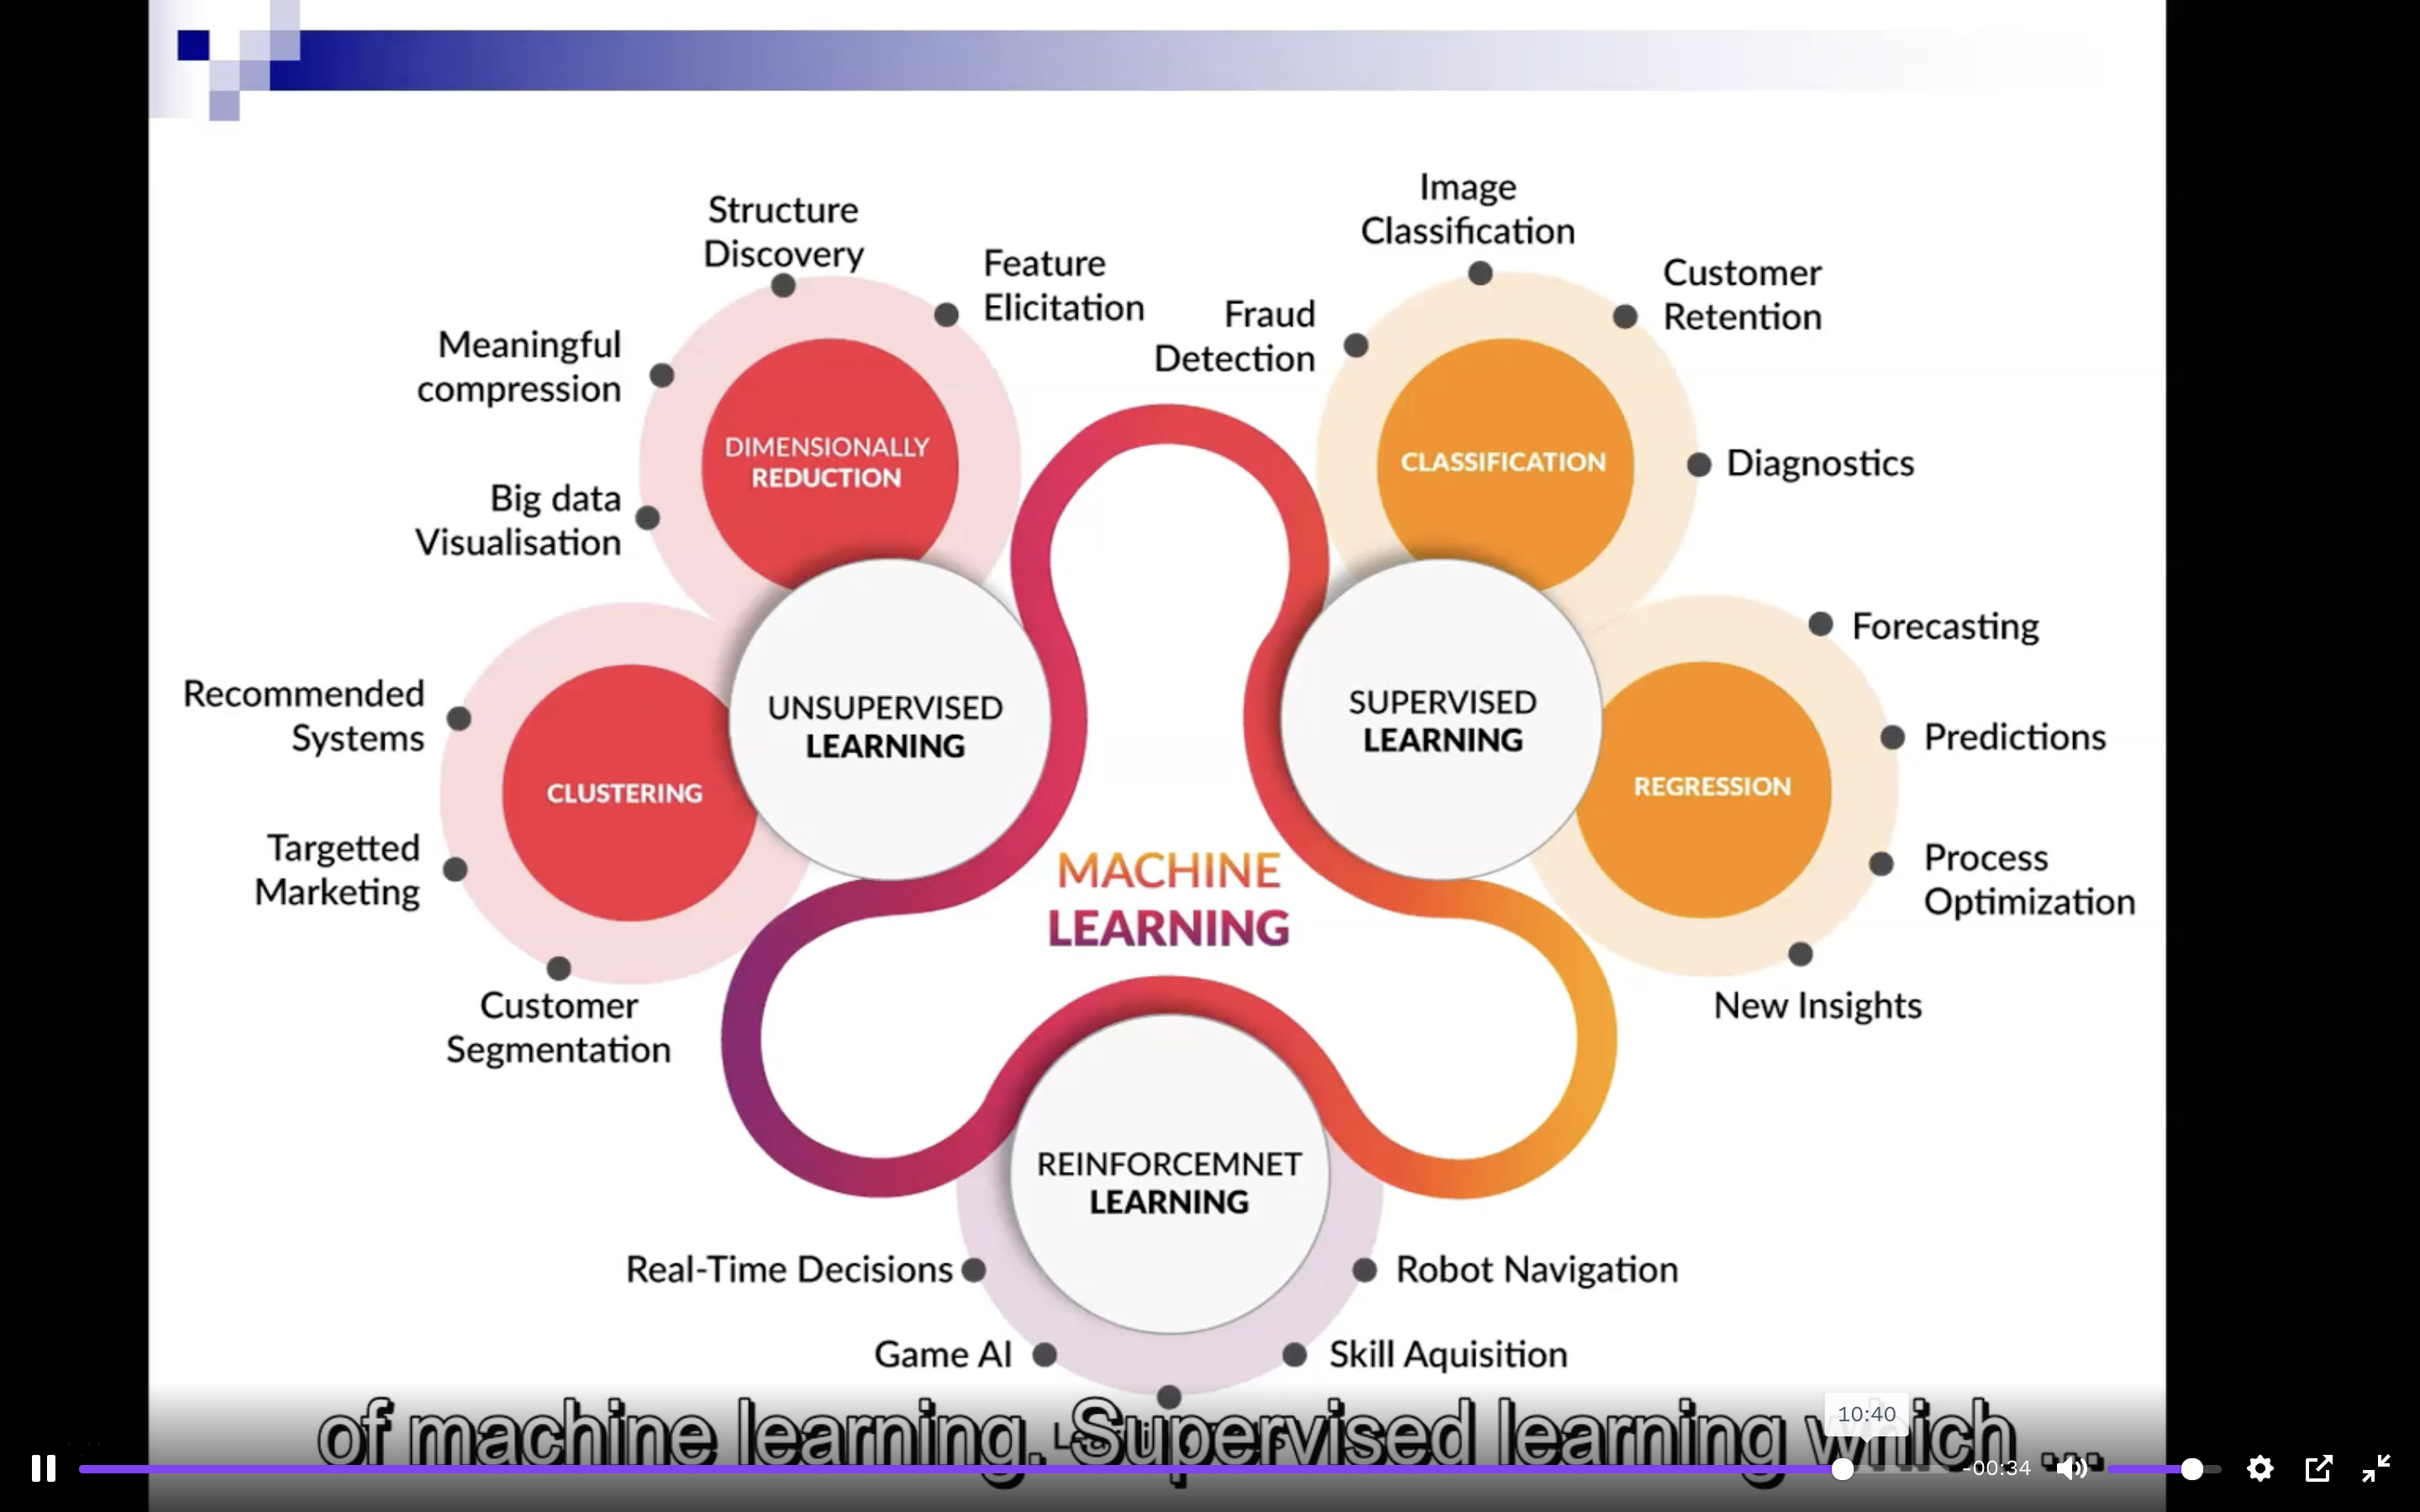 Structure
Discovery
Feature
Elicitation
Meaningful
compression
DIMENSIONALLY
REDUCTION
Big data
Visualisation
Recommended
Systems
CLUSTERING
Targetted
Marketing
Customer
Segmentation
UNSUPERVISED
LEARNING
Image
Classification
Customer
Retention
Fraud
Detection
CLASSIFICATION
Diagnostics
SUPERVISED
LEARNING
Forecasting
Predictions
REGRESSION
Process
Optimization
New Insights
MACHINE
LEARNING
REINFORCEMNET
LEARNING
Real-Time Decisions
Robot Navigation
Game AI
Skill Aquisition
of machine learning. Supervised learning which ...
10:40
-00:34